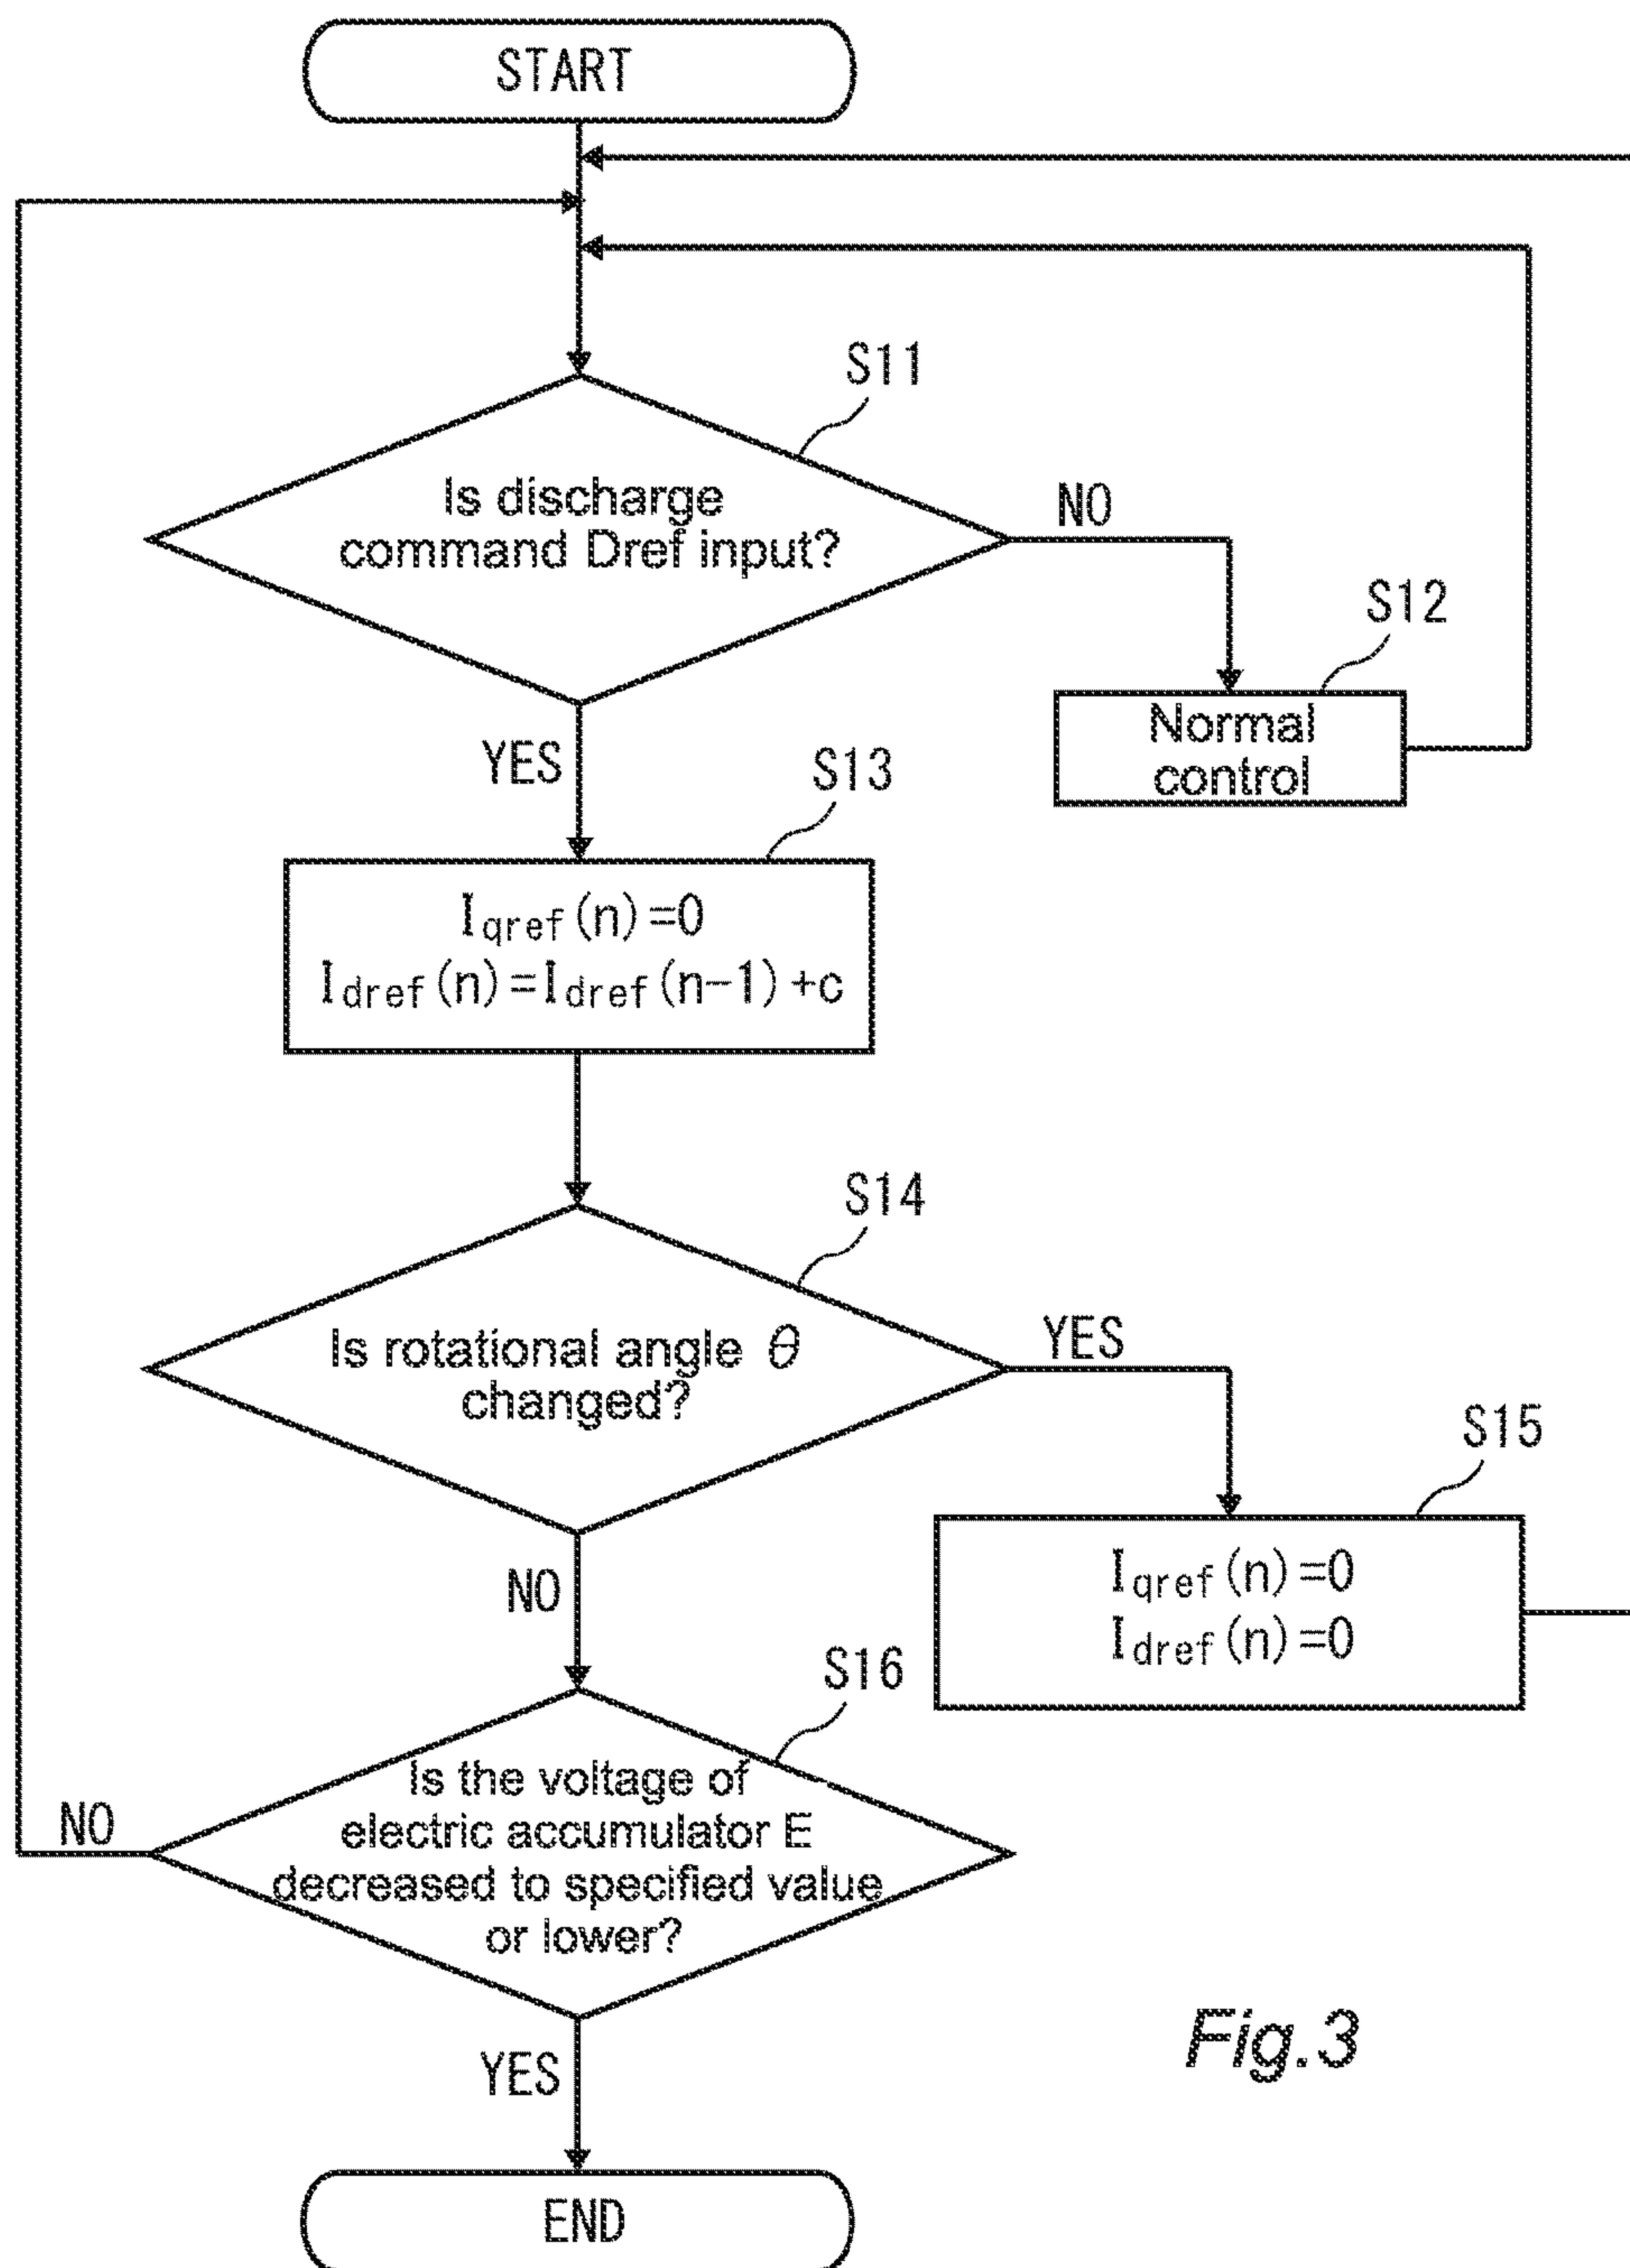 START
S11
Is discharge
command Dref input?
NO
S12
Normal
control
YES
S13
Iqref(n)=0
Idref(n)=Idref(n-1)+c
S14
Is rotational angle θ
changed?
YES
S15
Iqref(n)=0
Idref(n)=0
NO
S16
Is the voltage of
electric accumulator E
decreased to specified value
or lower?
NO
YES
Fig.3
END